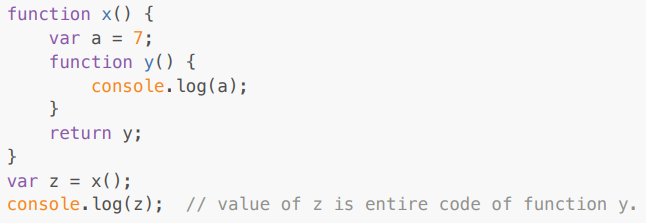 function x() {
    var a = 7;
    function y() {
        console.log(a);
    }
    return y;
}
var z = x();
console.log(z);  // value of z is entire code of function y.